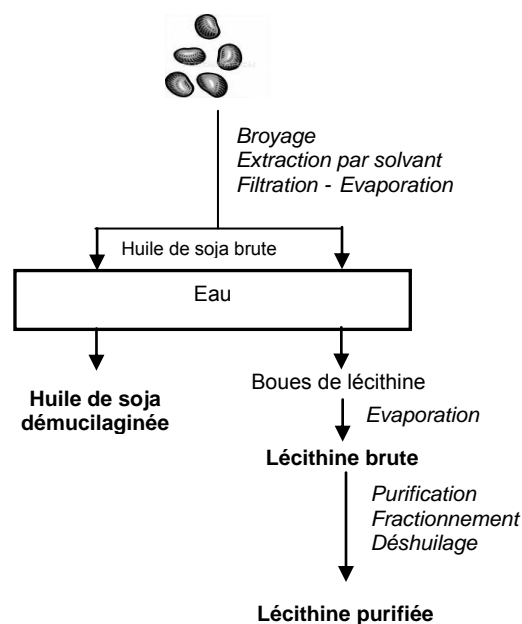 Broyage
Extraction par solvant
Filtration - Evaporation
Huile de soja brute
Eau
Huile de soja
démucilaginée
Boues de lécithine
Evaporation
Lécithine brute
Purification
Fractionnement
Déshuilage
Lécithine purifiée